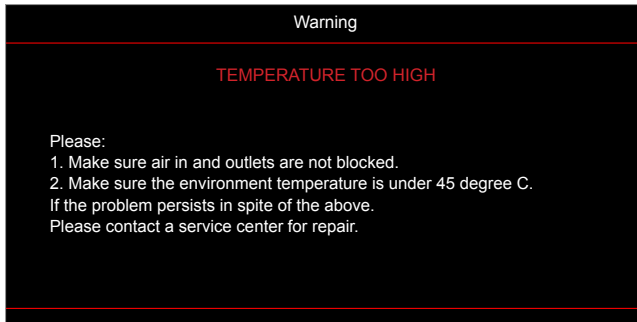 Warning
TEMPERATURE TOO HIGH
Please:
1. Make sure air in and outlets are not blocked.
2. Make sure the environment temperature is under 45 degree C.
If the problem persists in spite of the above.
Please contact a service center for repair.